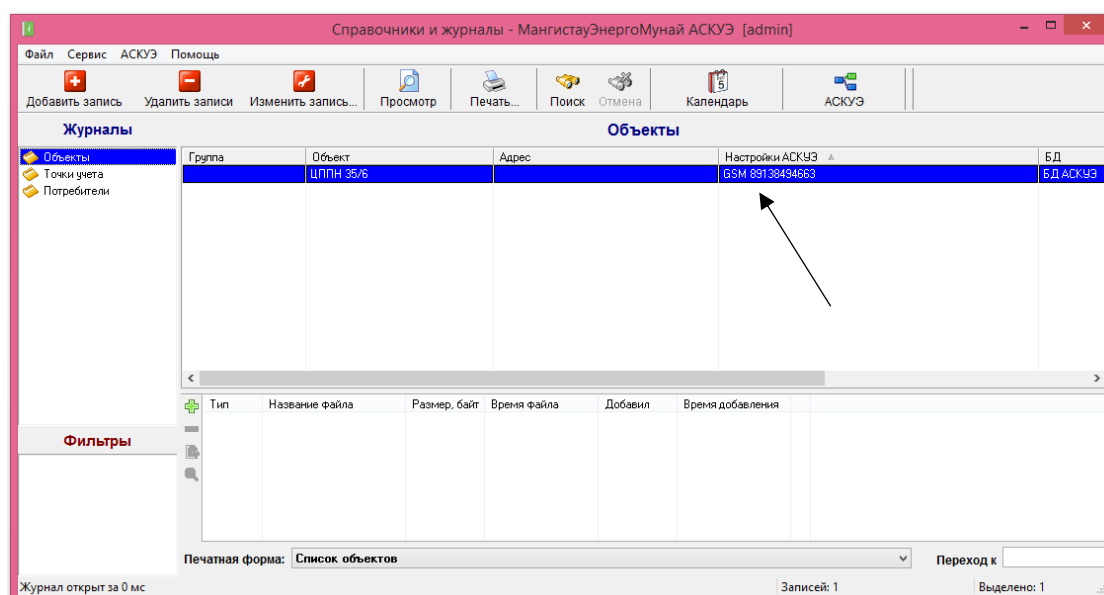 Справочники и журналы - МангистауЭнергоМунай АСКУЭ [admin]
Файл Сервис АСКУЭ Помощь
Добавить запись Удалить записи Изменить запись... Просмотр Печать... Поиск Отмена Календарь АСКУЭ
Журналы Объекты
Объекты Группа Объект Адрес Настройки АСКУЭ БД
Точки учета ЦППН 35/6 GSM 89138494663 БД АСКУЭ
Потребители
Тип Название файла Размер, байт Время файла Добавил Время добавления
Фильтры
Печатная форма: Список объектов Переход к
Журнал открыт за 0 мс Записей: 1 Выделено: 1